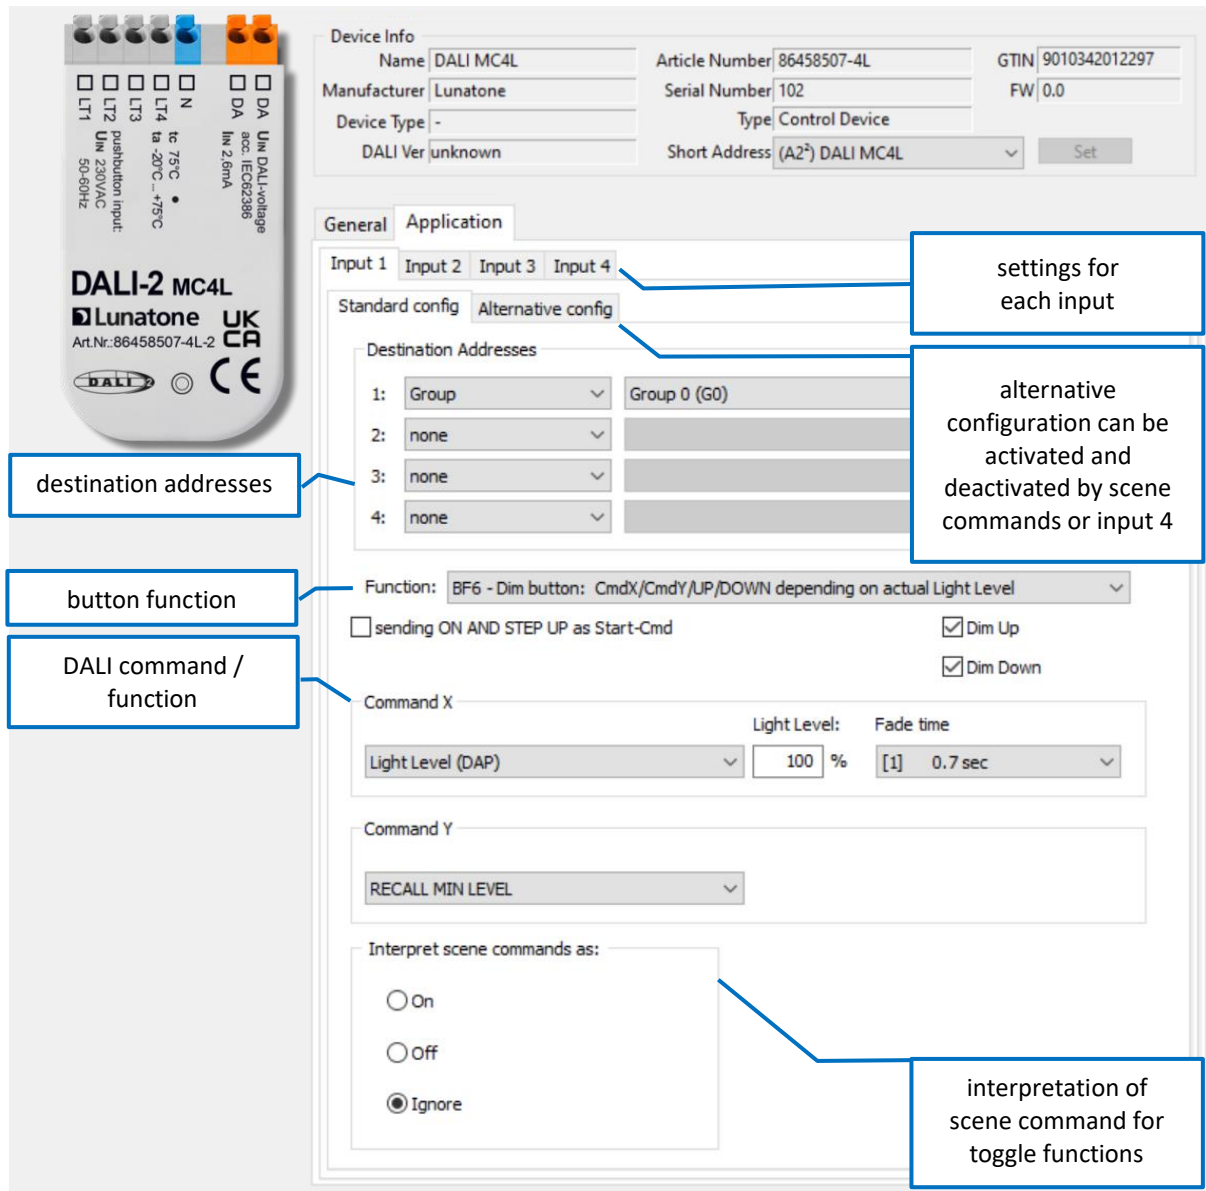 LT1
LT2
LT3
LT4
N
DA
DA
pushbutton input:
UIN 230VAC
50-60Hz
tc 75°C
ta -20°C ... +75°C
UIN DALI-voltage
acc. IEC62386
IIN 2,6mA
DALI-2 MC4L
Lunatone
UK
CA
Art.Nr.:86458507-4L-2
DALI 2
CE
Device Info
Name DALI MC4L
Article Number 86458507-4L
GTIN 9010342012297
Manufacturer Lunatone
Serial Number 102
FW 0.0
Device Type -
Type Control Device
DALI Ver unknown
Short Address (A2²) DALI MC4L
Set
General Application
Input 1 Input 2 Input 3 Input 4
settings for
each input
Standard config Alternative config
Destination Addresses
1: Group Group 0 (G0)
2: none
3: none
4: none
alternative
configuration can be
activated and
deactivated by scene
commands or input 4
destination addresses
button function
Function: BF6 - Dim button: CmdX/CmdY/UP/DOWN depending on actual Light Level
sending ON AND STEP UP as Start-Cmd
Dim Up
Dim Down
DALI command /
function
Command X
Light Level: Fade time
Light Level (DAP) 100 % [1] 0.7 sec
Command Y
RECALL MIN LEVEL
Interpret scene commands as:
On
Off
Ignore
interpretation of
scene command for
toggle functions